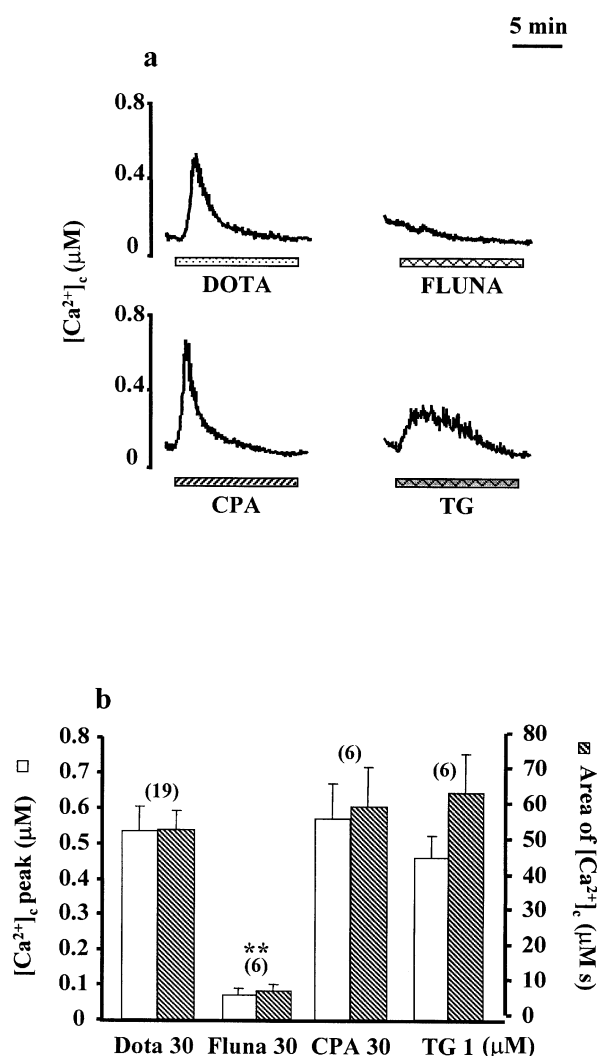 5 min
a
0.8
0.4
0
[Ca2+]c (μM)
DOTA
FLUNA
0.8
0.4
0
CPA
TG
b
0.8
0.7
0.6
0.5
0.4
0.3
0.2
0.1
0
[Ca2+]c peak (μM)
(19)
**
(6)
(6)
(6)
80
70
60
50
40
30
20
10
0
Area of [Ca2+]c (μM s)
Dota 30 Fluna 30 CPA 30 TG 1 (μM)